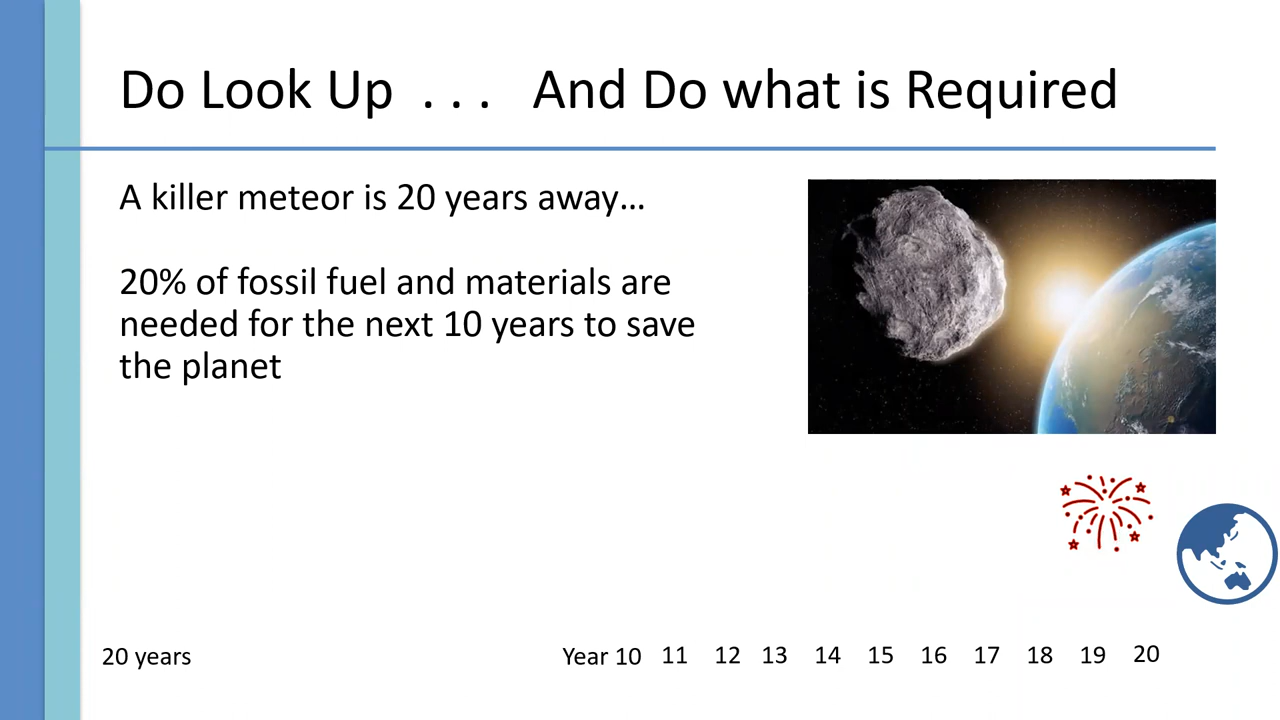 Do Look Up . . . And Do what is Required
A killer meteor is 20 years away…
20% of fossil fuel and materials are
needed for the next 10 years to save
the planet
20 years Year 10 11 12 13 14 15 16 17 18 19 20